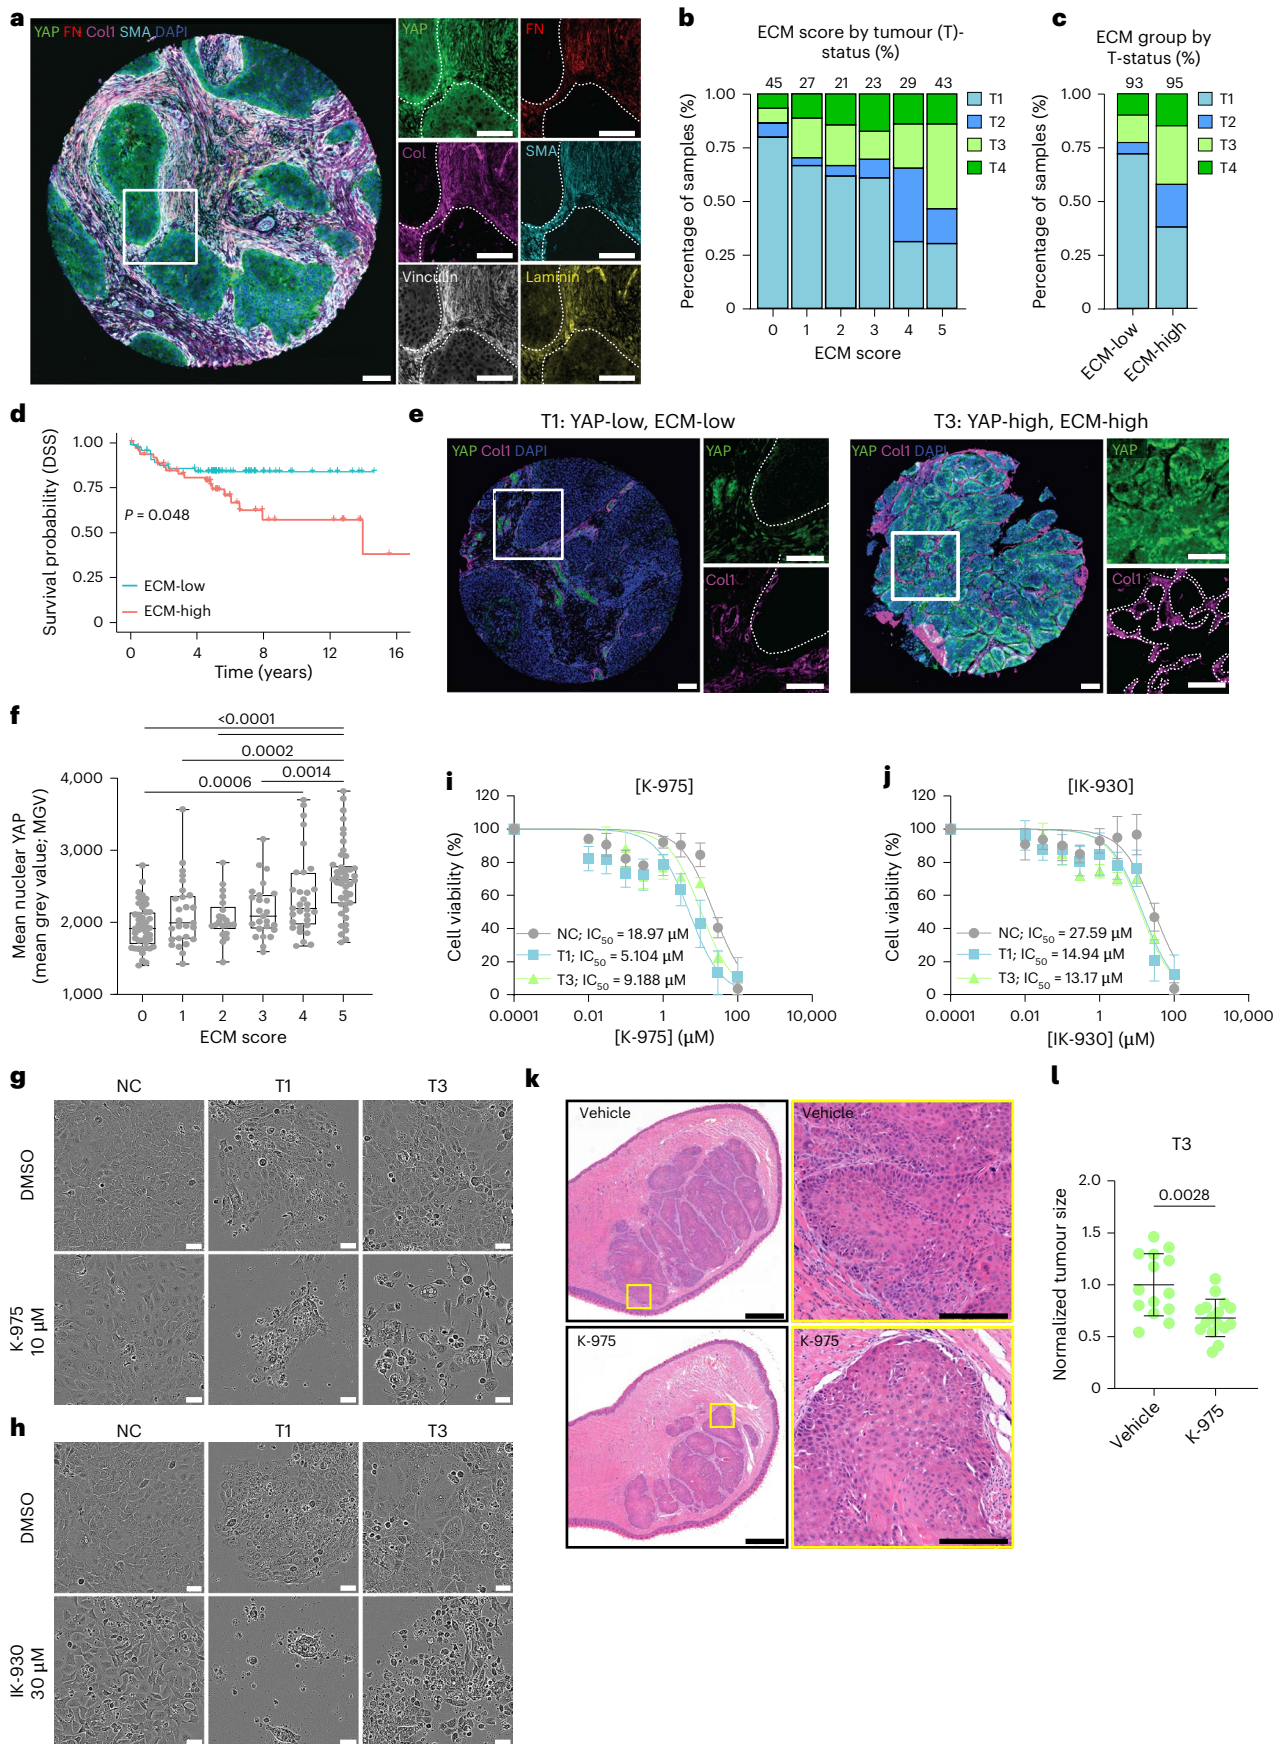 a
YAP FN Col1 SMA DAPI
YAP
FN
Col
SMA
Vinculin
Laminin
b
ECM score by tumour (T)-
status (%)
45 27 21 23 29 43
Percentage of samples (%)
1.00
0.75
0.50
0.25
0
0 1 2 3 4 5
ECM score
T1
T2
T3
T4
c
ECM group by
T-status (%)
93 95
Percentage of samples (%)
1.00
0.75
0.50
0.25
0
ECM-low
ECM-high
T1
T2
T3
T4
d
Survival probability (DSS)
1.00
0.75
0.50
0.25
0
P = 0.048
ECM-low
ECM-high
0 4 8 12 16
Time (years)
e
T1: YAP-low, ECM-low
YAP Col1 DAPI
YAP
Col1
T3: YAP-high, ECM-high
YAP Col1 DAPI
YAP
Col1
f
<0.0001
0.0002
0.0014
0.0006
Mean nuclear YAP
(mean grey value; MGV)
4,000
3,000
2,000
1,000
0 1 2 3 4 5
ECM score
i
[K-975]
Cell viability (%)
120
100
80
60
40
20
0
NC; IC50 = 18.97 µM
T1; IC50 = 5.104 µM
T3; IC50 = 9.188 µM
0.0001 0.01 1 100 10,000
[K-975] (µM)
j
[IK-930]
Cell viability (%)
120
100
80
60
40
20
0
NC; IC50 = 27.59 µM
T1; IC50 = 14.94 µM
T3; IC50 = 13.17 µM
0.0001 0.01 1 100 10,000
[IK-930] (µM)
g
NC T1 T3
DMSO
K-975
10 µM
h
NC T1 T3
DMSO
IK-930
30 µM
k
Vehicle
Vehicle
K-975
K-975
l
T3
0.0028
Normalized tumour size
2.0
1.5
1.0
0.5
0
Vehicle
K-975